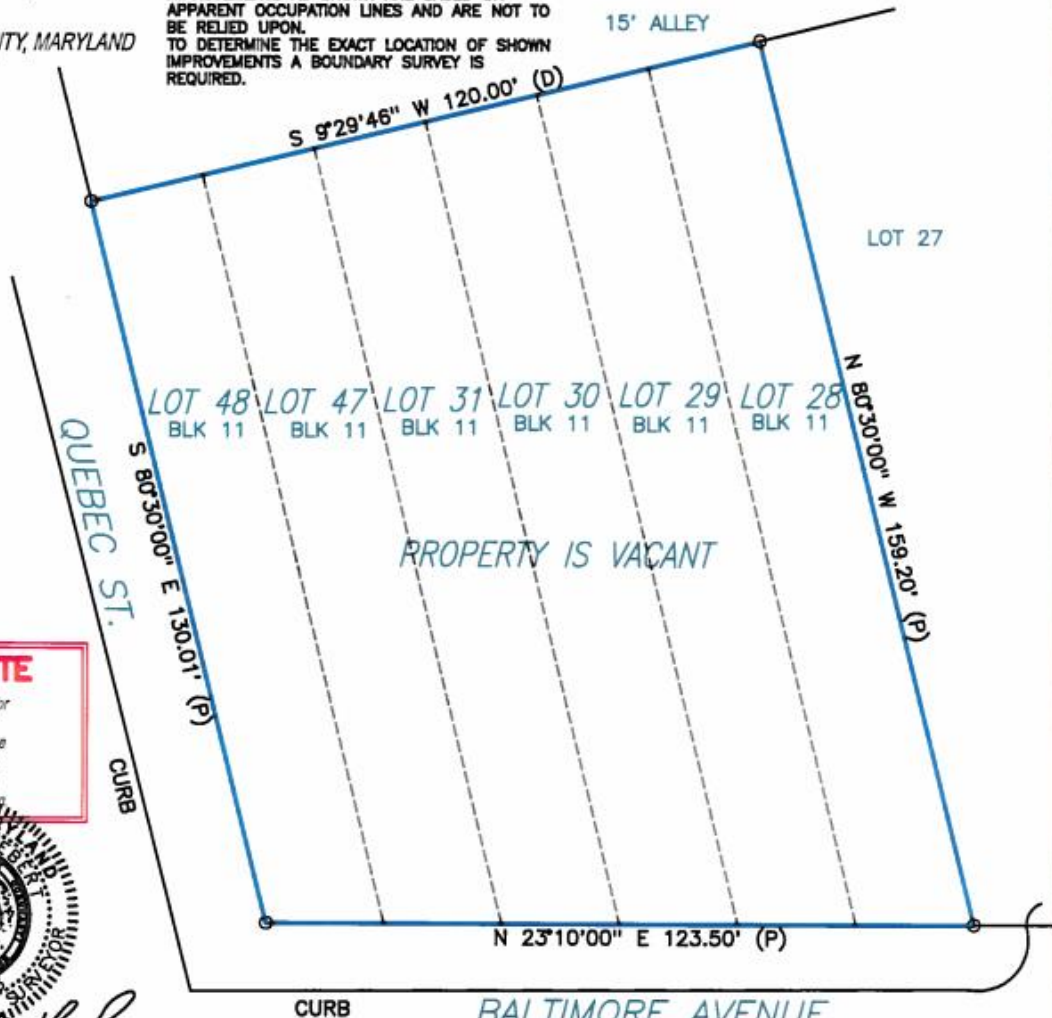 APPARENT OCCUPATION LINES AND ARE NOT TO
BE RELIED UPON.
TO DETERMINE THE EXACT LOCATION OF SHOWN
IMPROVEMENTS A BOUNDARY SURVEY IS
REQUIRED.
MARYLAND
15' ALLEY
S 9°29'46" W 120.00' (D)
LOT 27
LOT 48 LOT 47 LOT 31 LOT 30 LOT 29 LOT 28
BLK 11 BLK 11 BLK 11 BLK 11 BLK 11 BLK 11
N 80°30'00" W 159.20' (P)
QUEBEC ST.
S 80°30'00" E 130.01' (P)
PROPERTY IS VACANT
CURB
SURVEYOR
N 23°10'00" E 123.50' (P)
CURB
BALTIMORE AVENUE